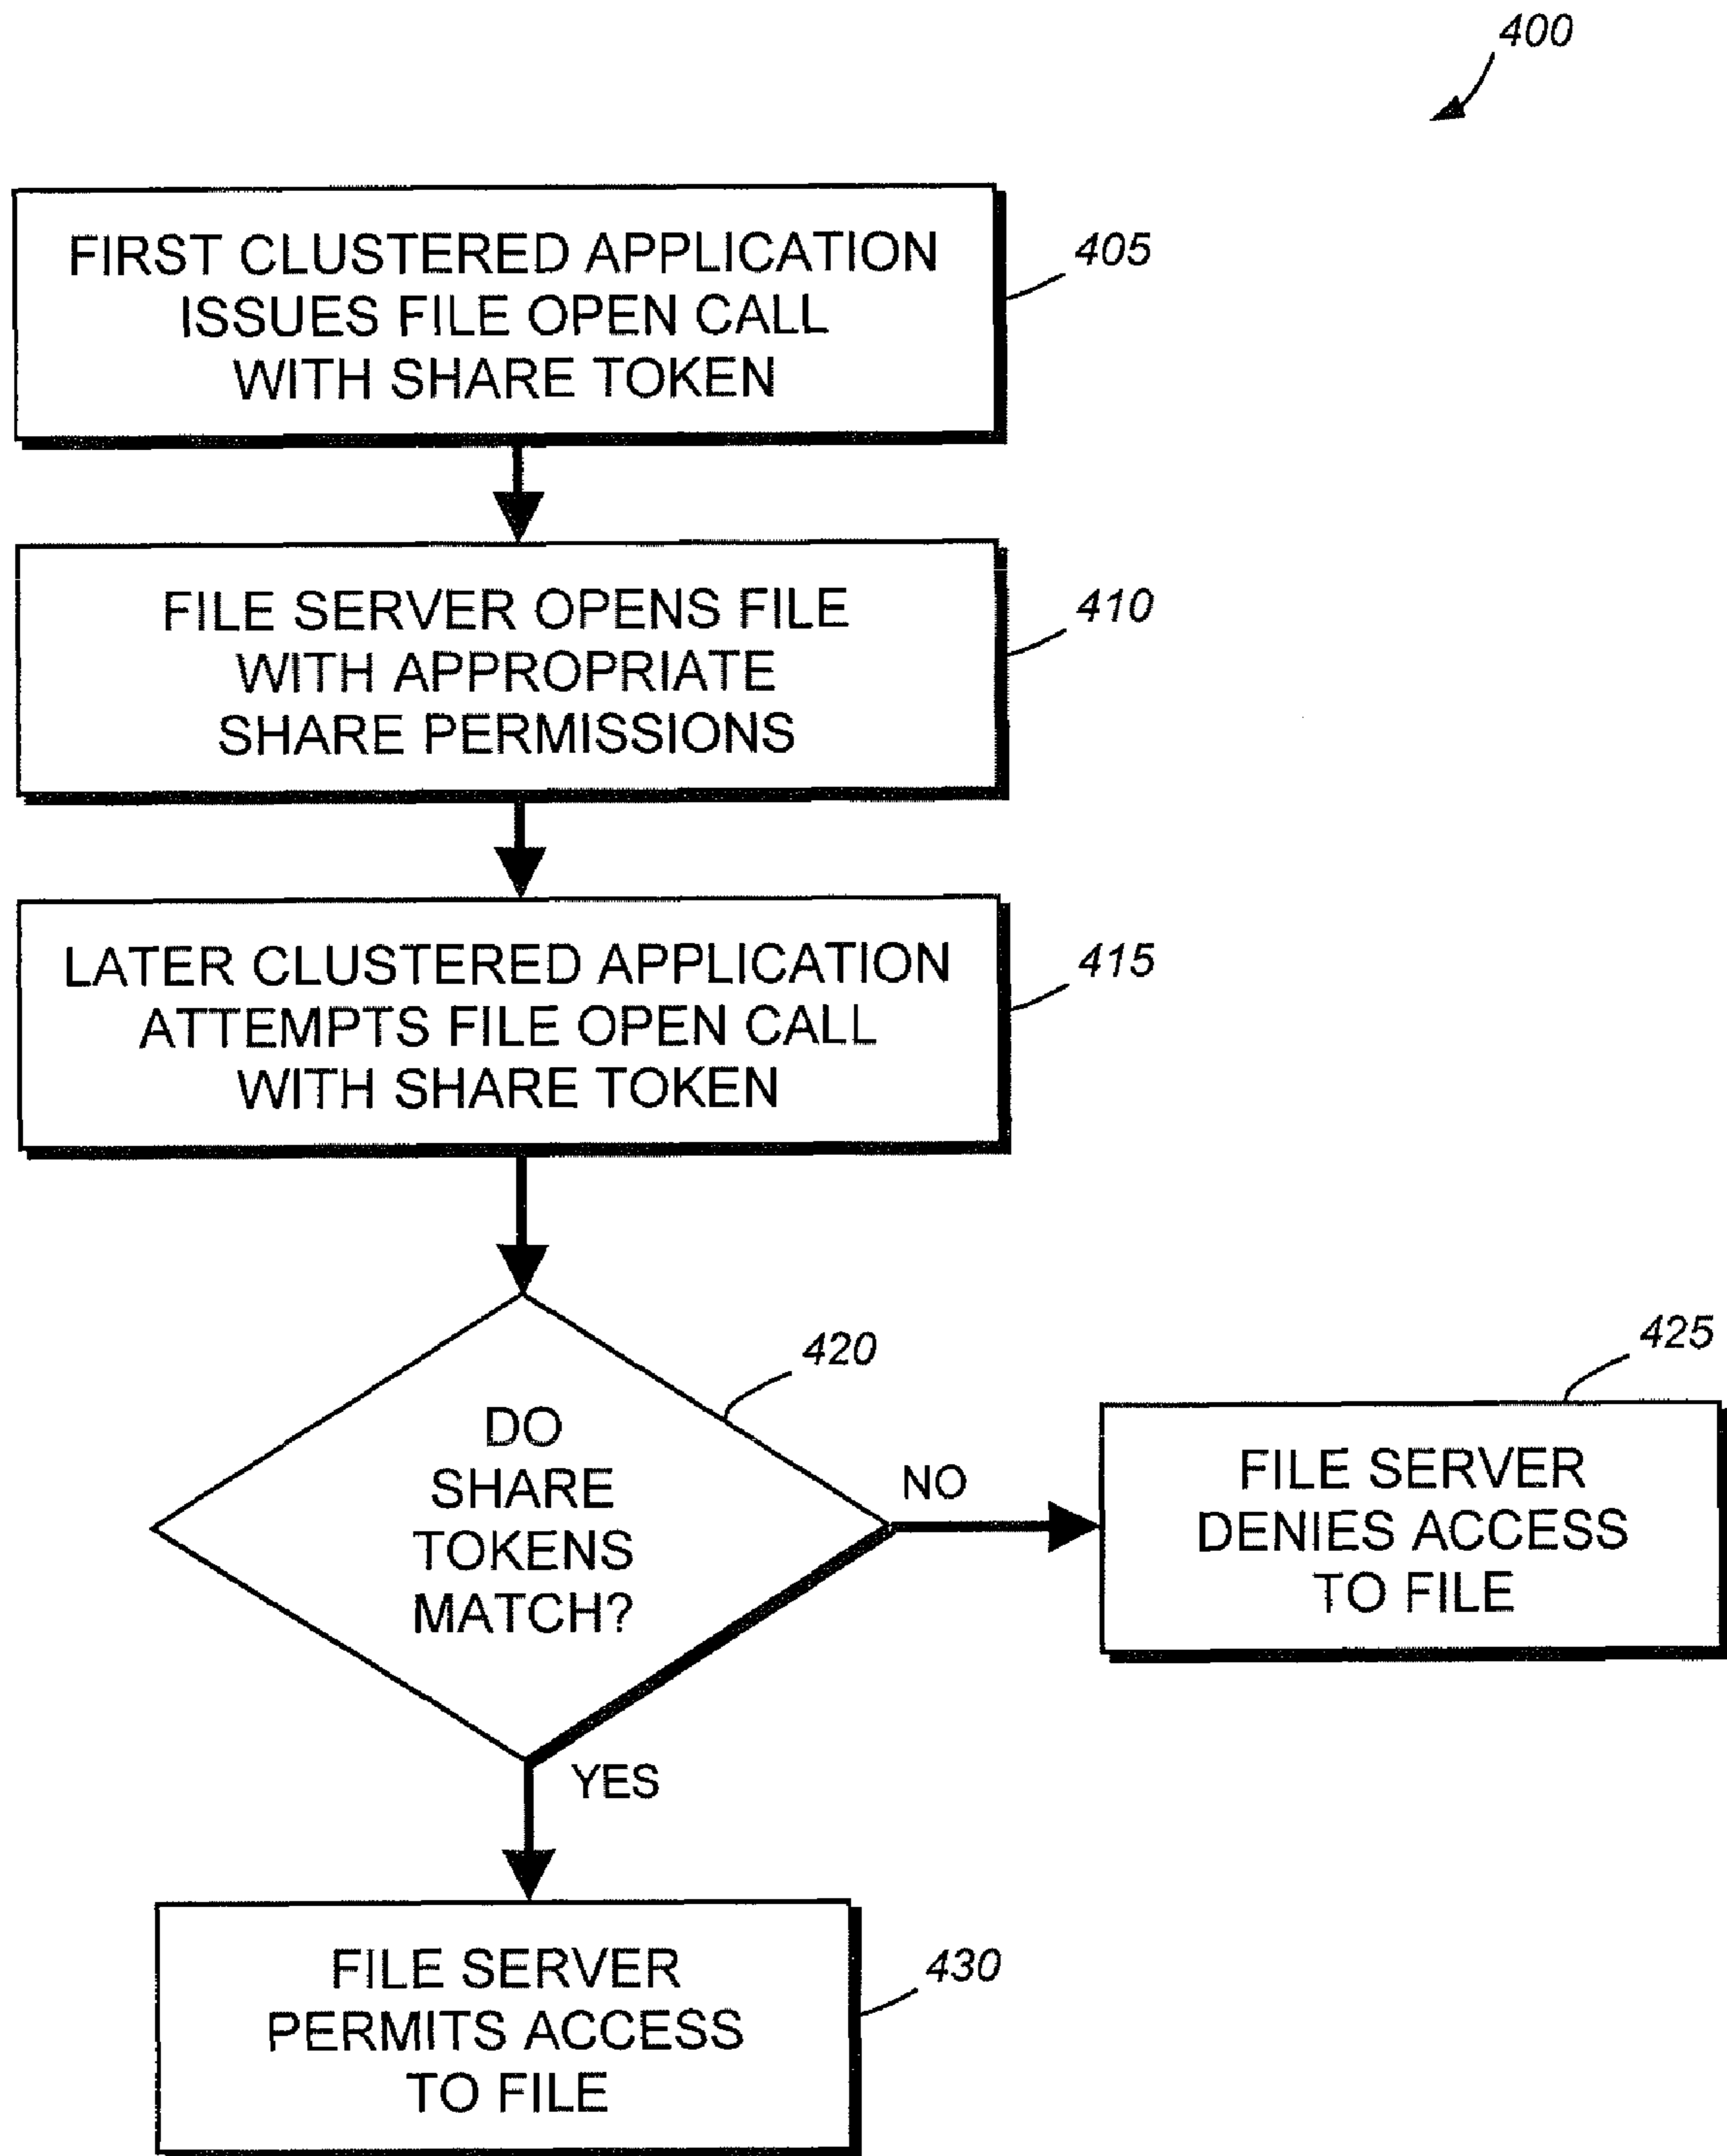 400
FIRST CLUSTERED APPLICATION
ISSUES FILE OPEN CALL
WITH SHARE TOKEN
405
FILE SERVER OPENS FILE
WITH APPROPRIATE
SHARE PERMISSIONS
410
LATER CLUSTERED APPLICATION
ATTEMPTS FILE OPEN CALL
WITH SHARE TOKEN
415
DO
SHARE
TOKENS
MATCH?
420
NO
FILE SERVER
DENIES ACCESS
TO FILE
425
YES
FILE SERVER
PERMITS ACCESS
TO FILE
430